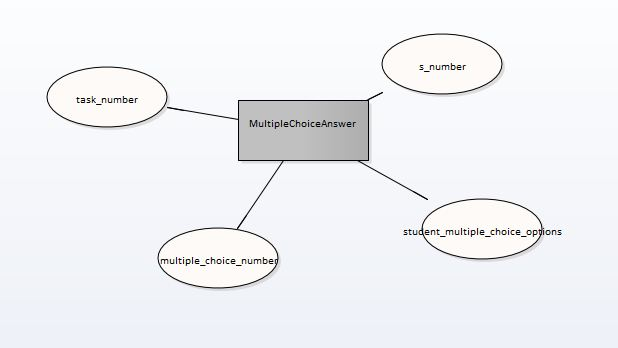 s_number
task_number
MultipleChoiceAnswer
student_multiple_choice_options
multiple_choice_number